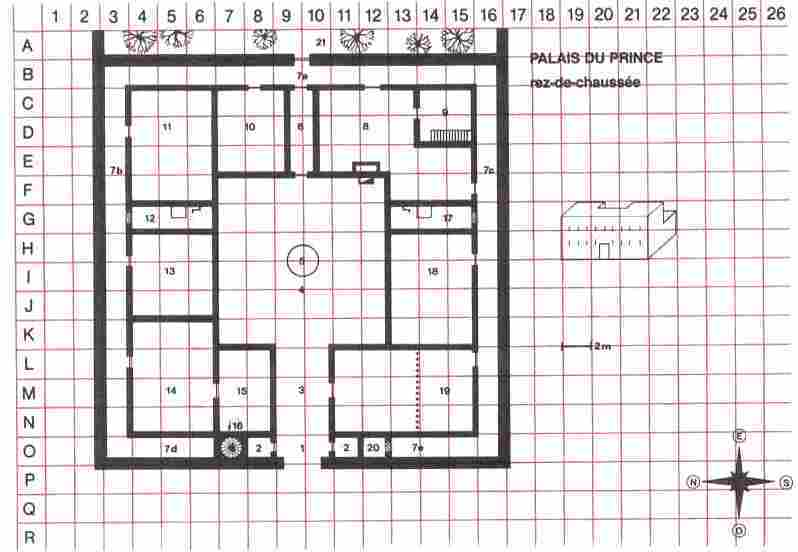 1 2 3 4 5 6 7 8 9 10 11 12 13 14 15 16 17 18 19 20 21 22 23 24 25 26
A 21
PALAIS DU PRINCE
B 7a
rez-de-chaussée
C 9
D 11 10 6 8
E
7b 7c
F
G 12 17
H
I 13 5 18
4
J
K 2 m
L
M 14 15 3 19
N 16
E
O 7d 2 1 2 20 7e
P N S
Q O
R